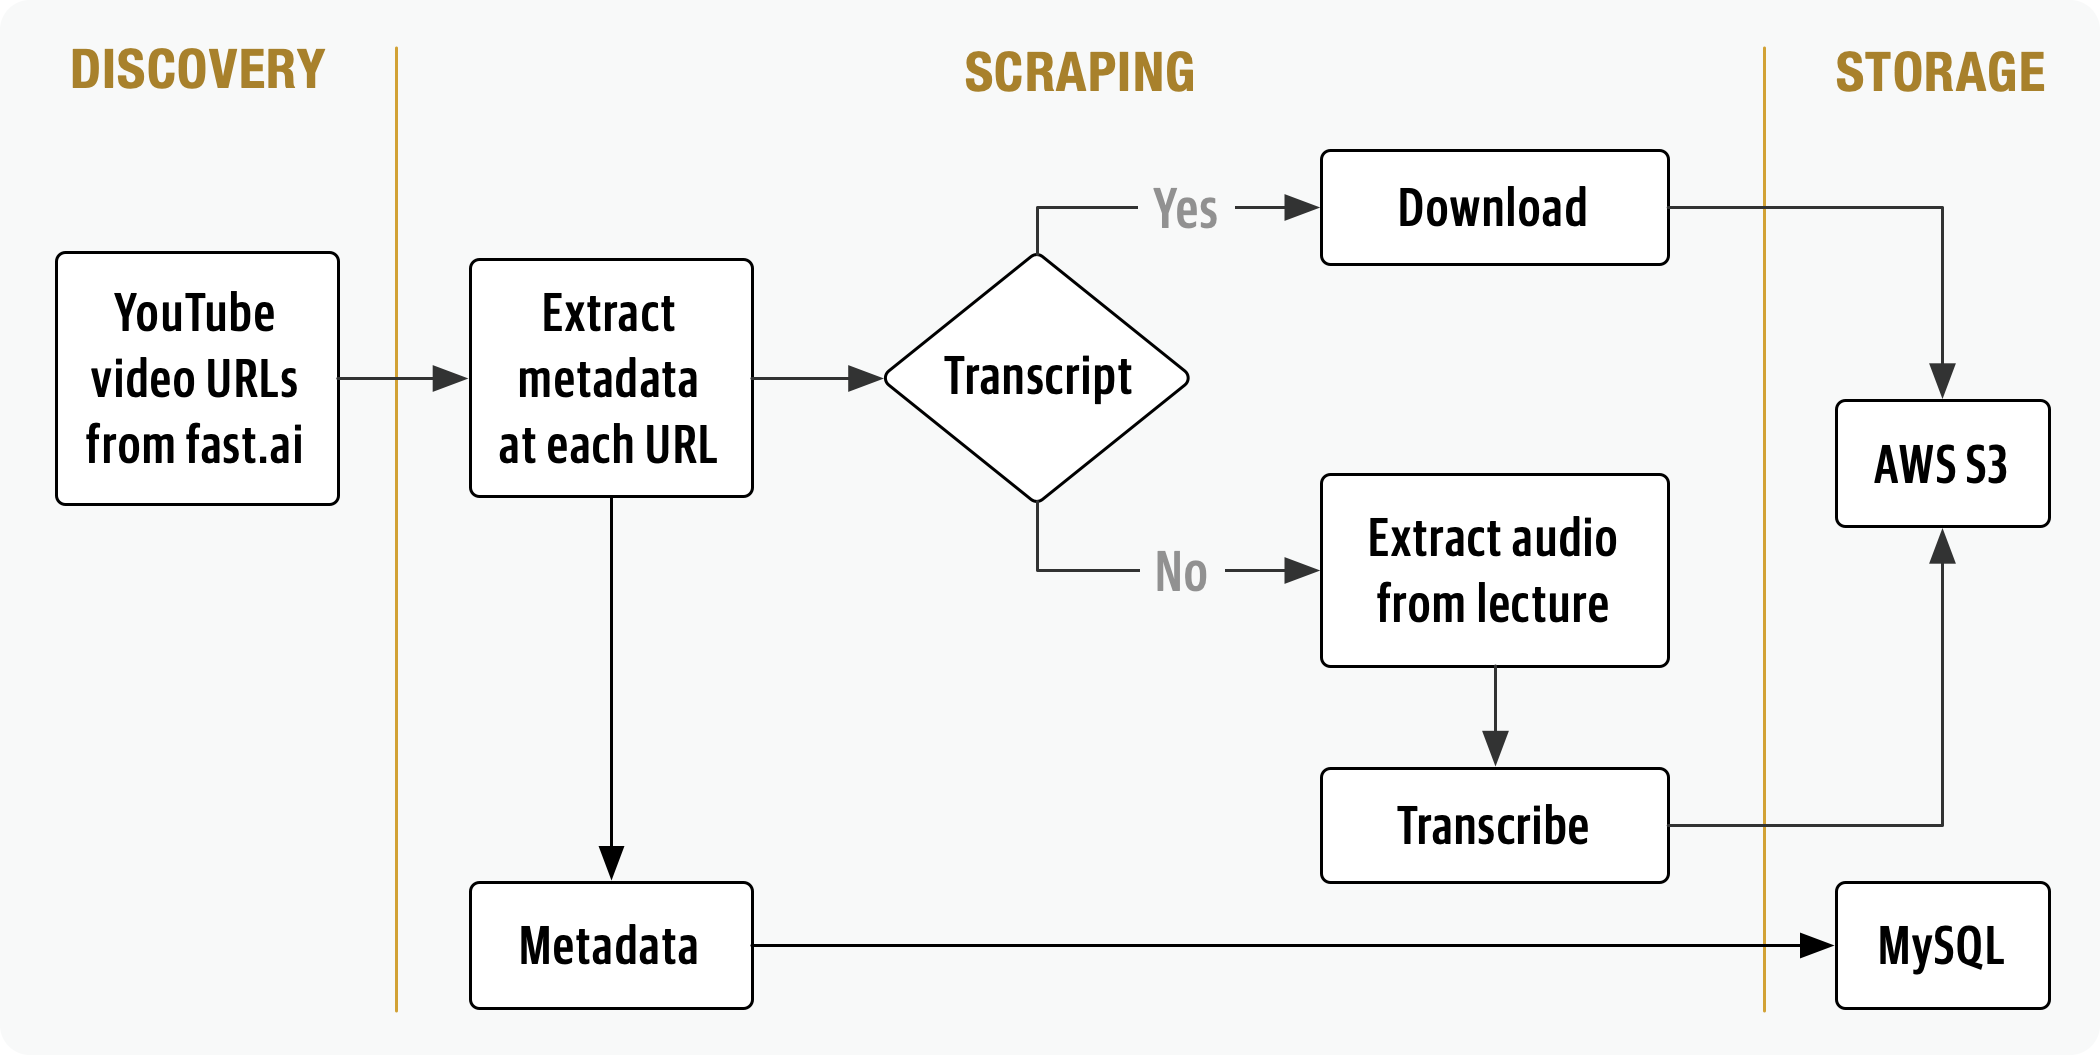 DISCOVERY
SCRAPING
STORAGE
YouTube
video URLs
from fast.ai
Extract
metadata
at each URL
Transcript
Yes
Download
No
Extract audio
from lecture
Transcribe
AWS S3
Metadata
MySQL